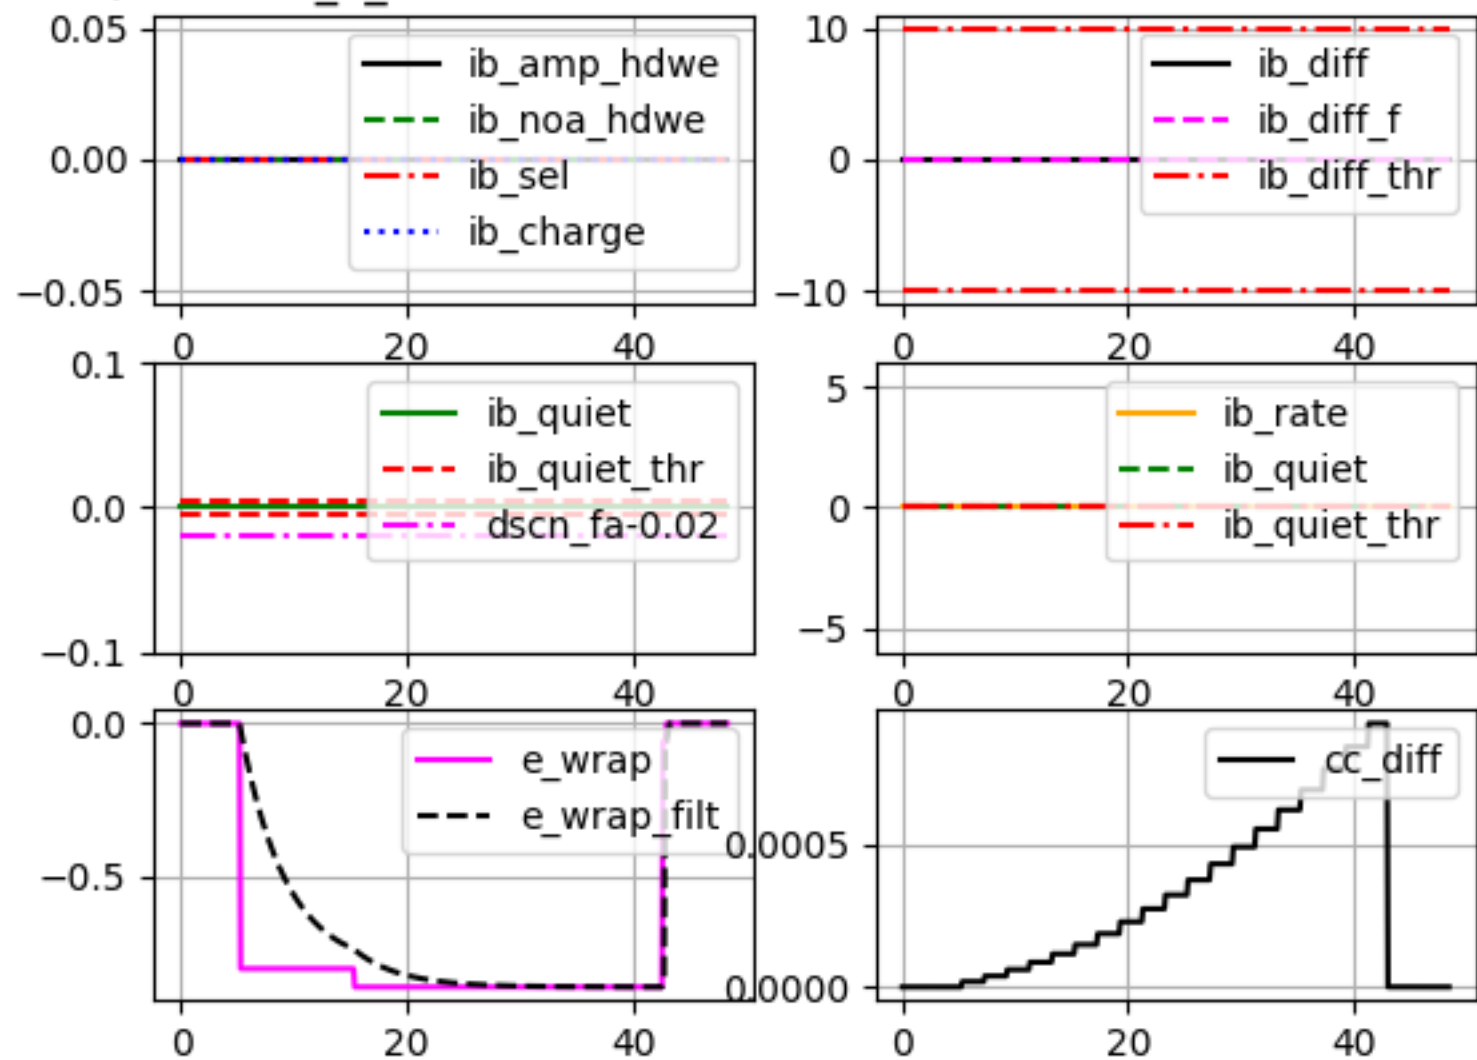 0.05
0.00
−0.05
0 20 40
ib_amp_hdwe
ib_noa_hdwe
ib_sel
ib_charge
10
0
−10
0 20 40
ib_diff
ib_diff_f
ib_diff_thr
0.1
0.0
−0.1
0 20 40
ib_quiet
ib_quiet_thr
dscn_fa-0.02
5
0
−5
0 20 40
ib_rate
ib_quiet
ib_quiet_thr
0.0
−0.5
0 20 40
e_wrap
e_wrap_filt
0.0005
0.0000
0 20 40
cc_diff